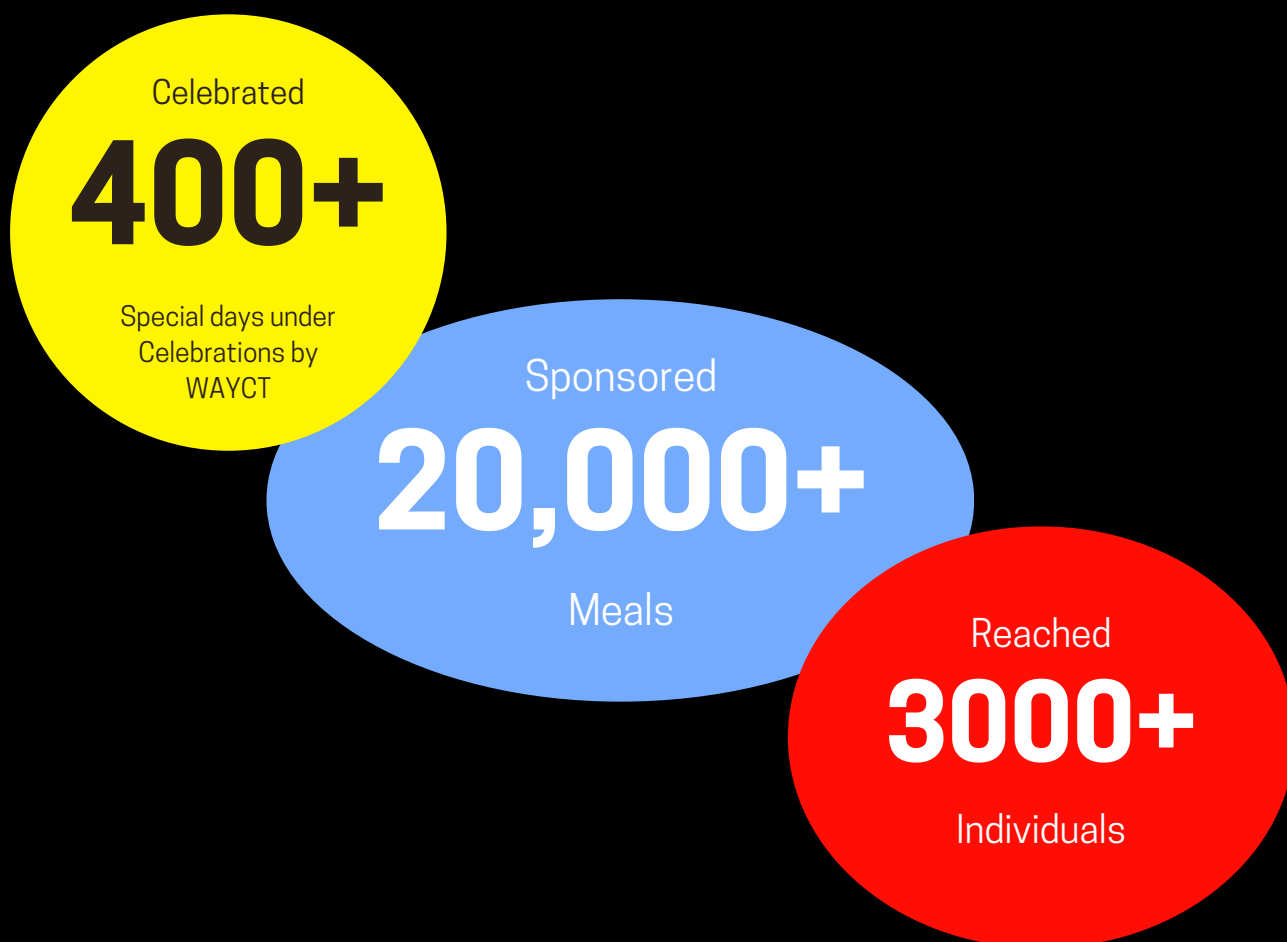 Celebrated
400+
Special days under
Celebrations by
WAYCT
Sponsored
20,000+
Meals
Reached
3000+
Individuals